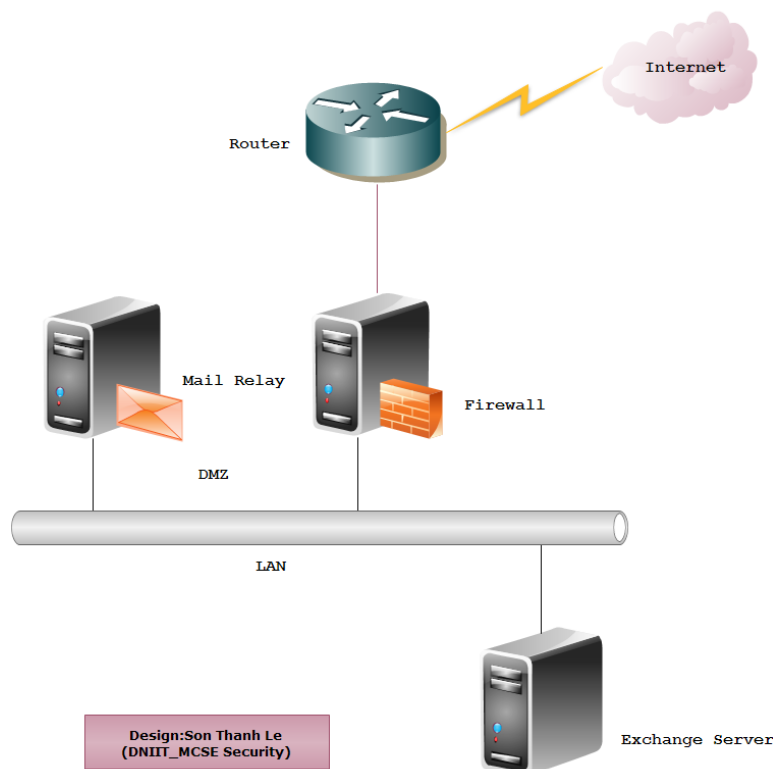 Internet
Router
Mail Relay
Firewall
DMZ
LAN
Design:Son Thanh Le
(DNIIT_MCSE Security)
Exchange Server